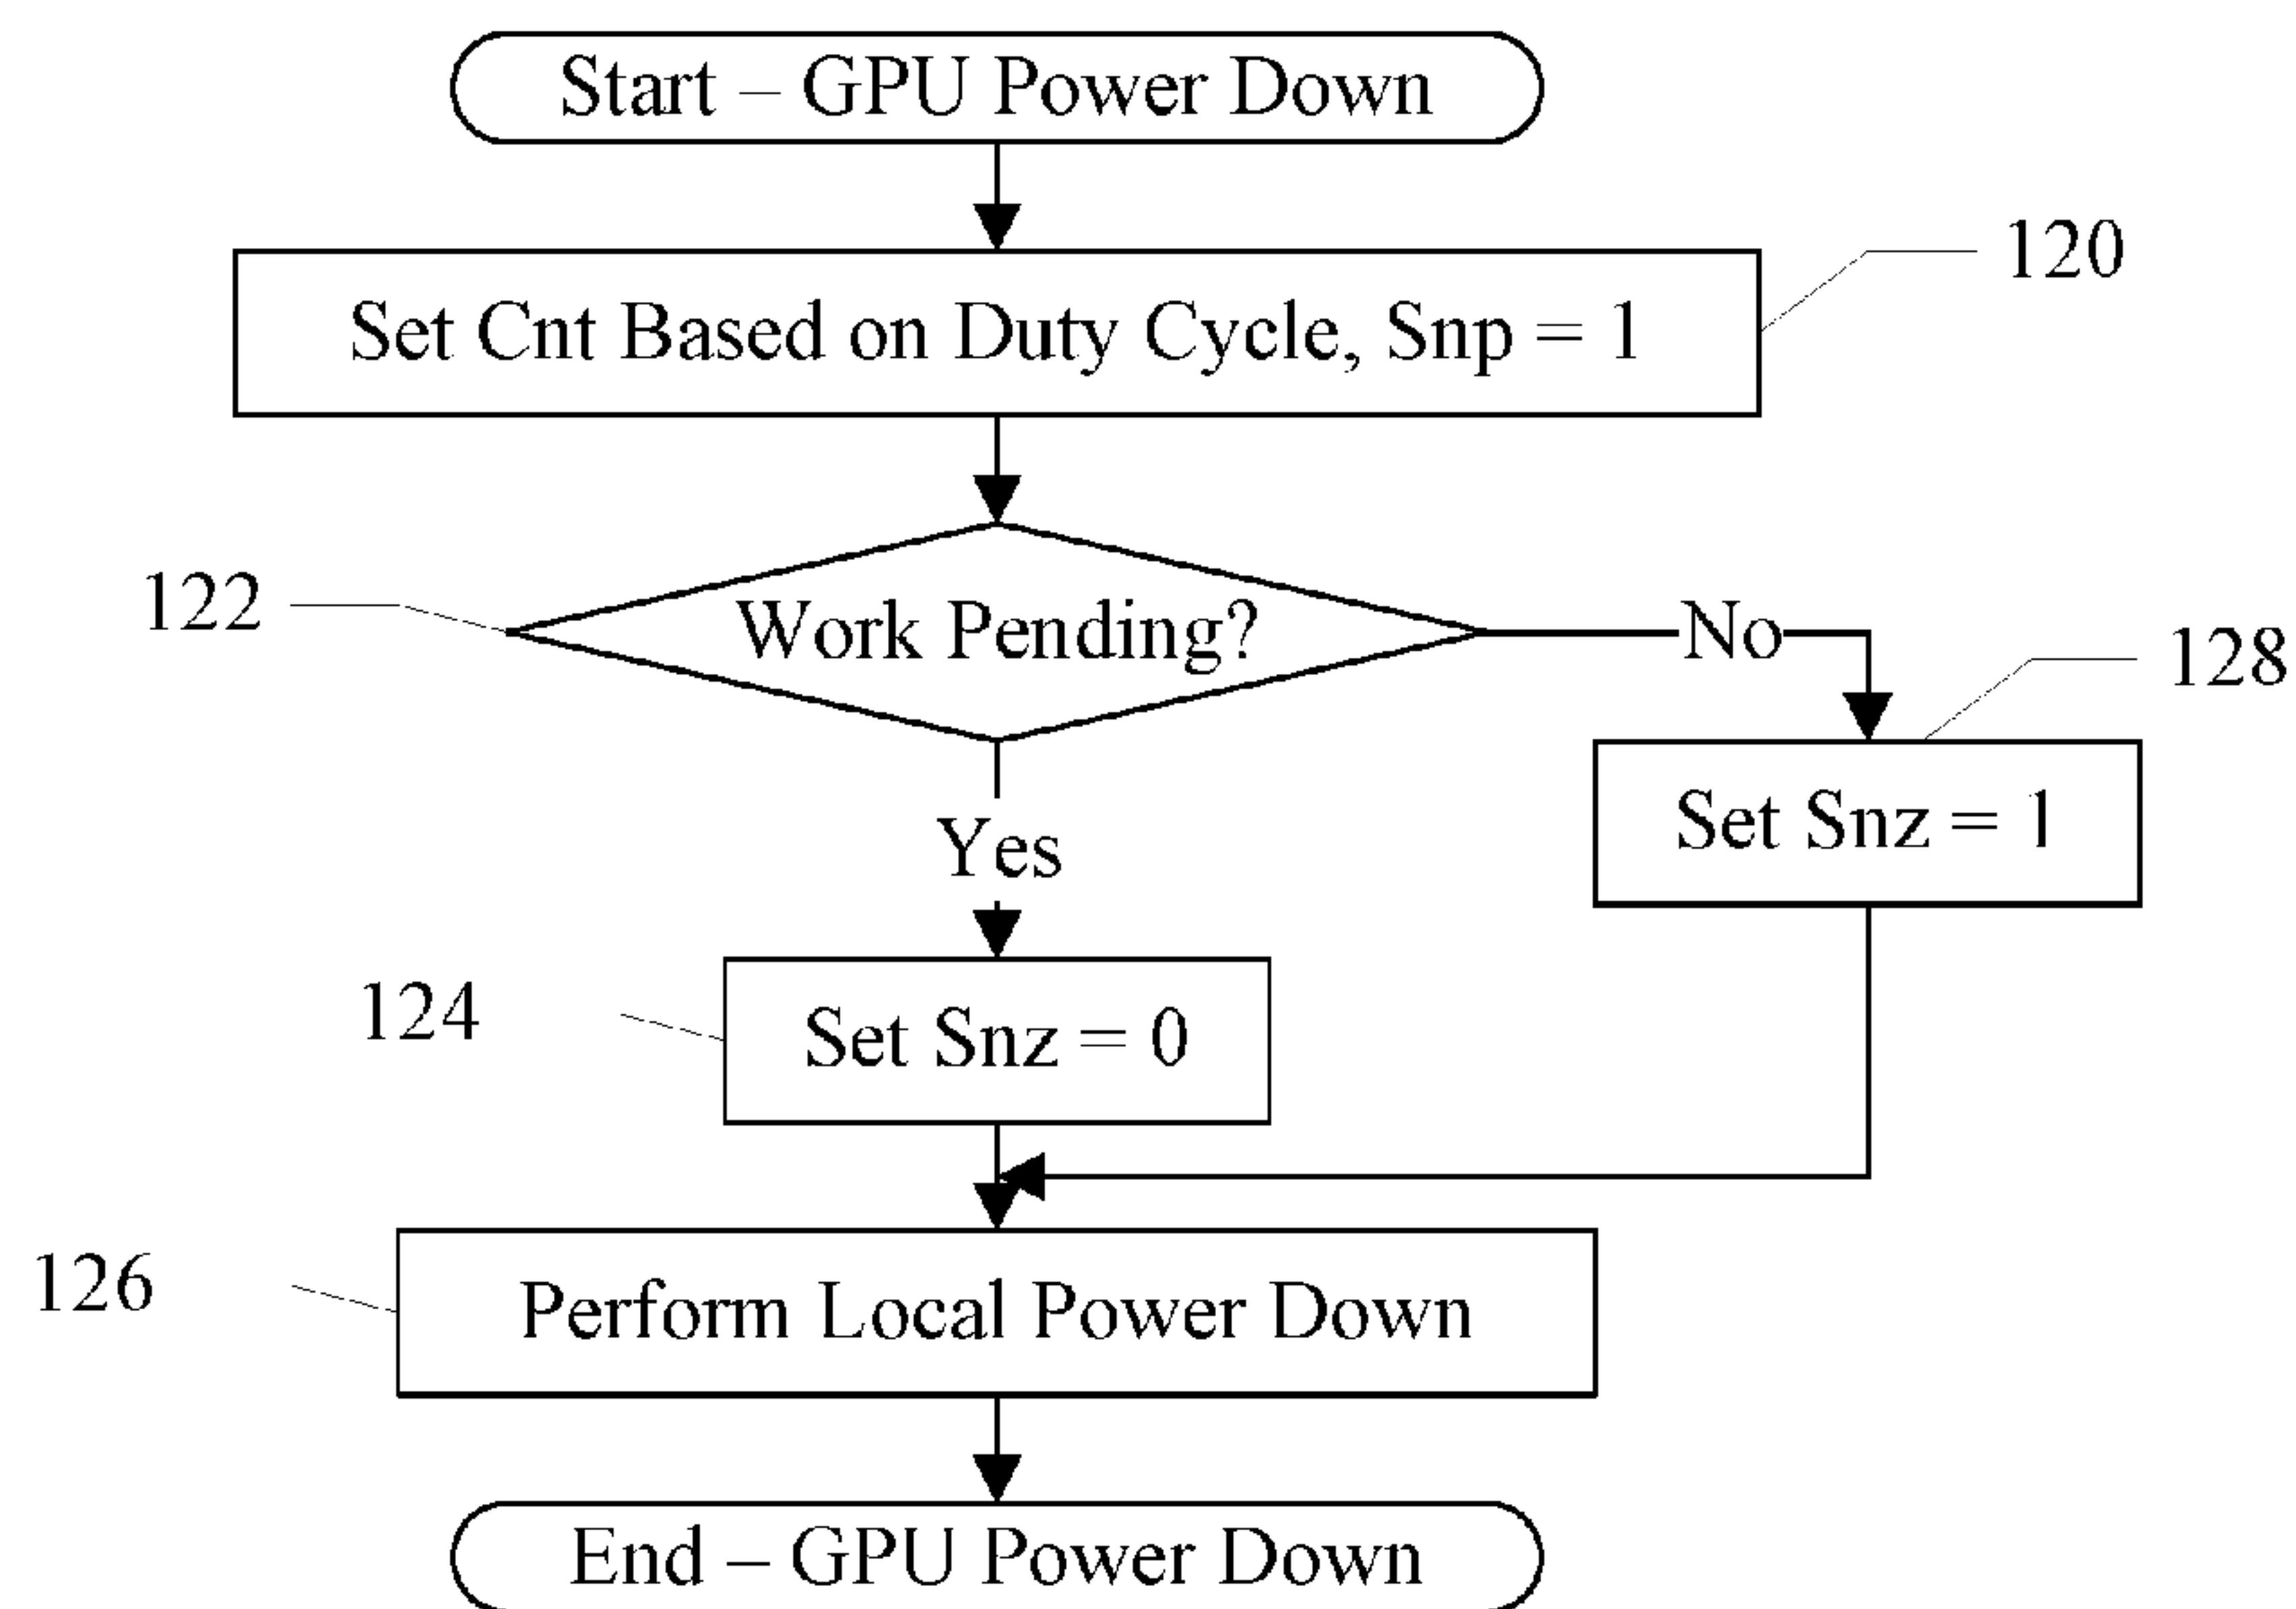 Start – GPU Power Down
120
Set Cnt Based on Duty Cycle, Snp = 1
122
Work Pending?
No
128
Set Snz = 1
Yes
124
Set Snz = 0
126
Perform Local Power Down
End – GPU Power Down